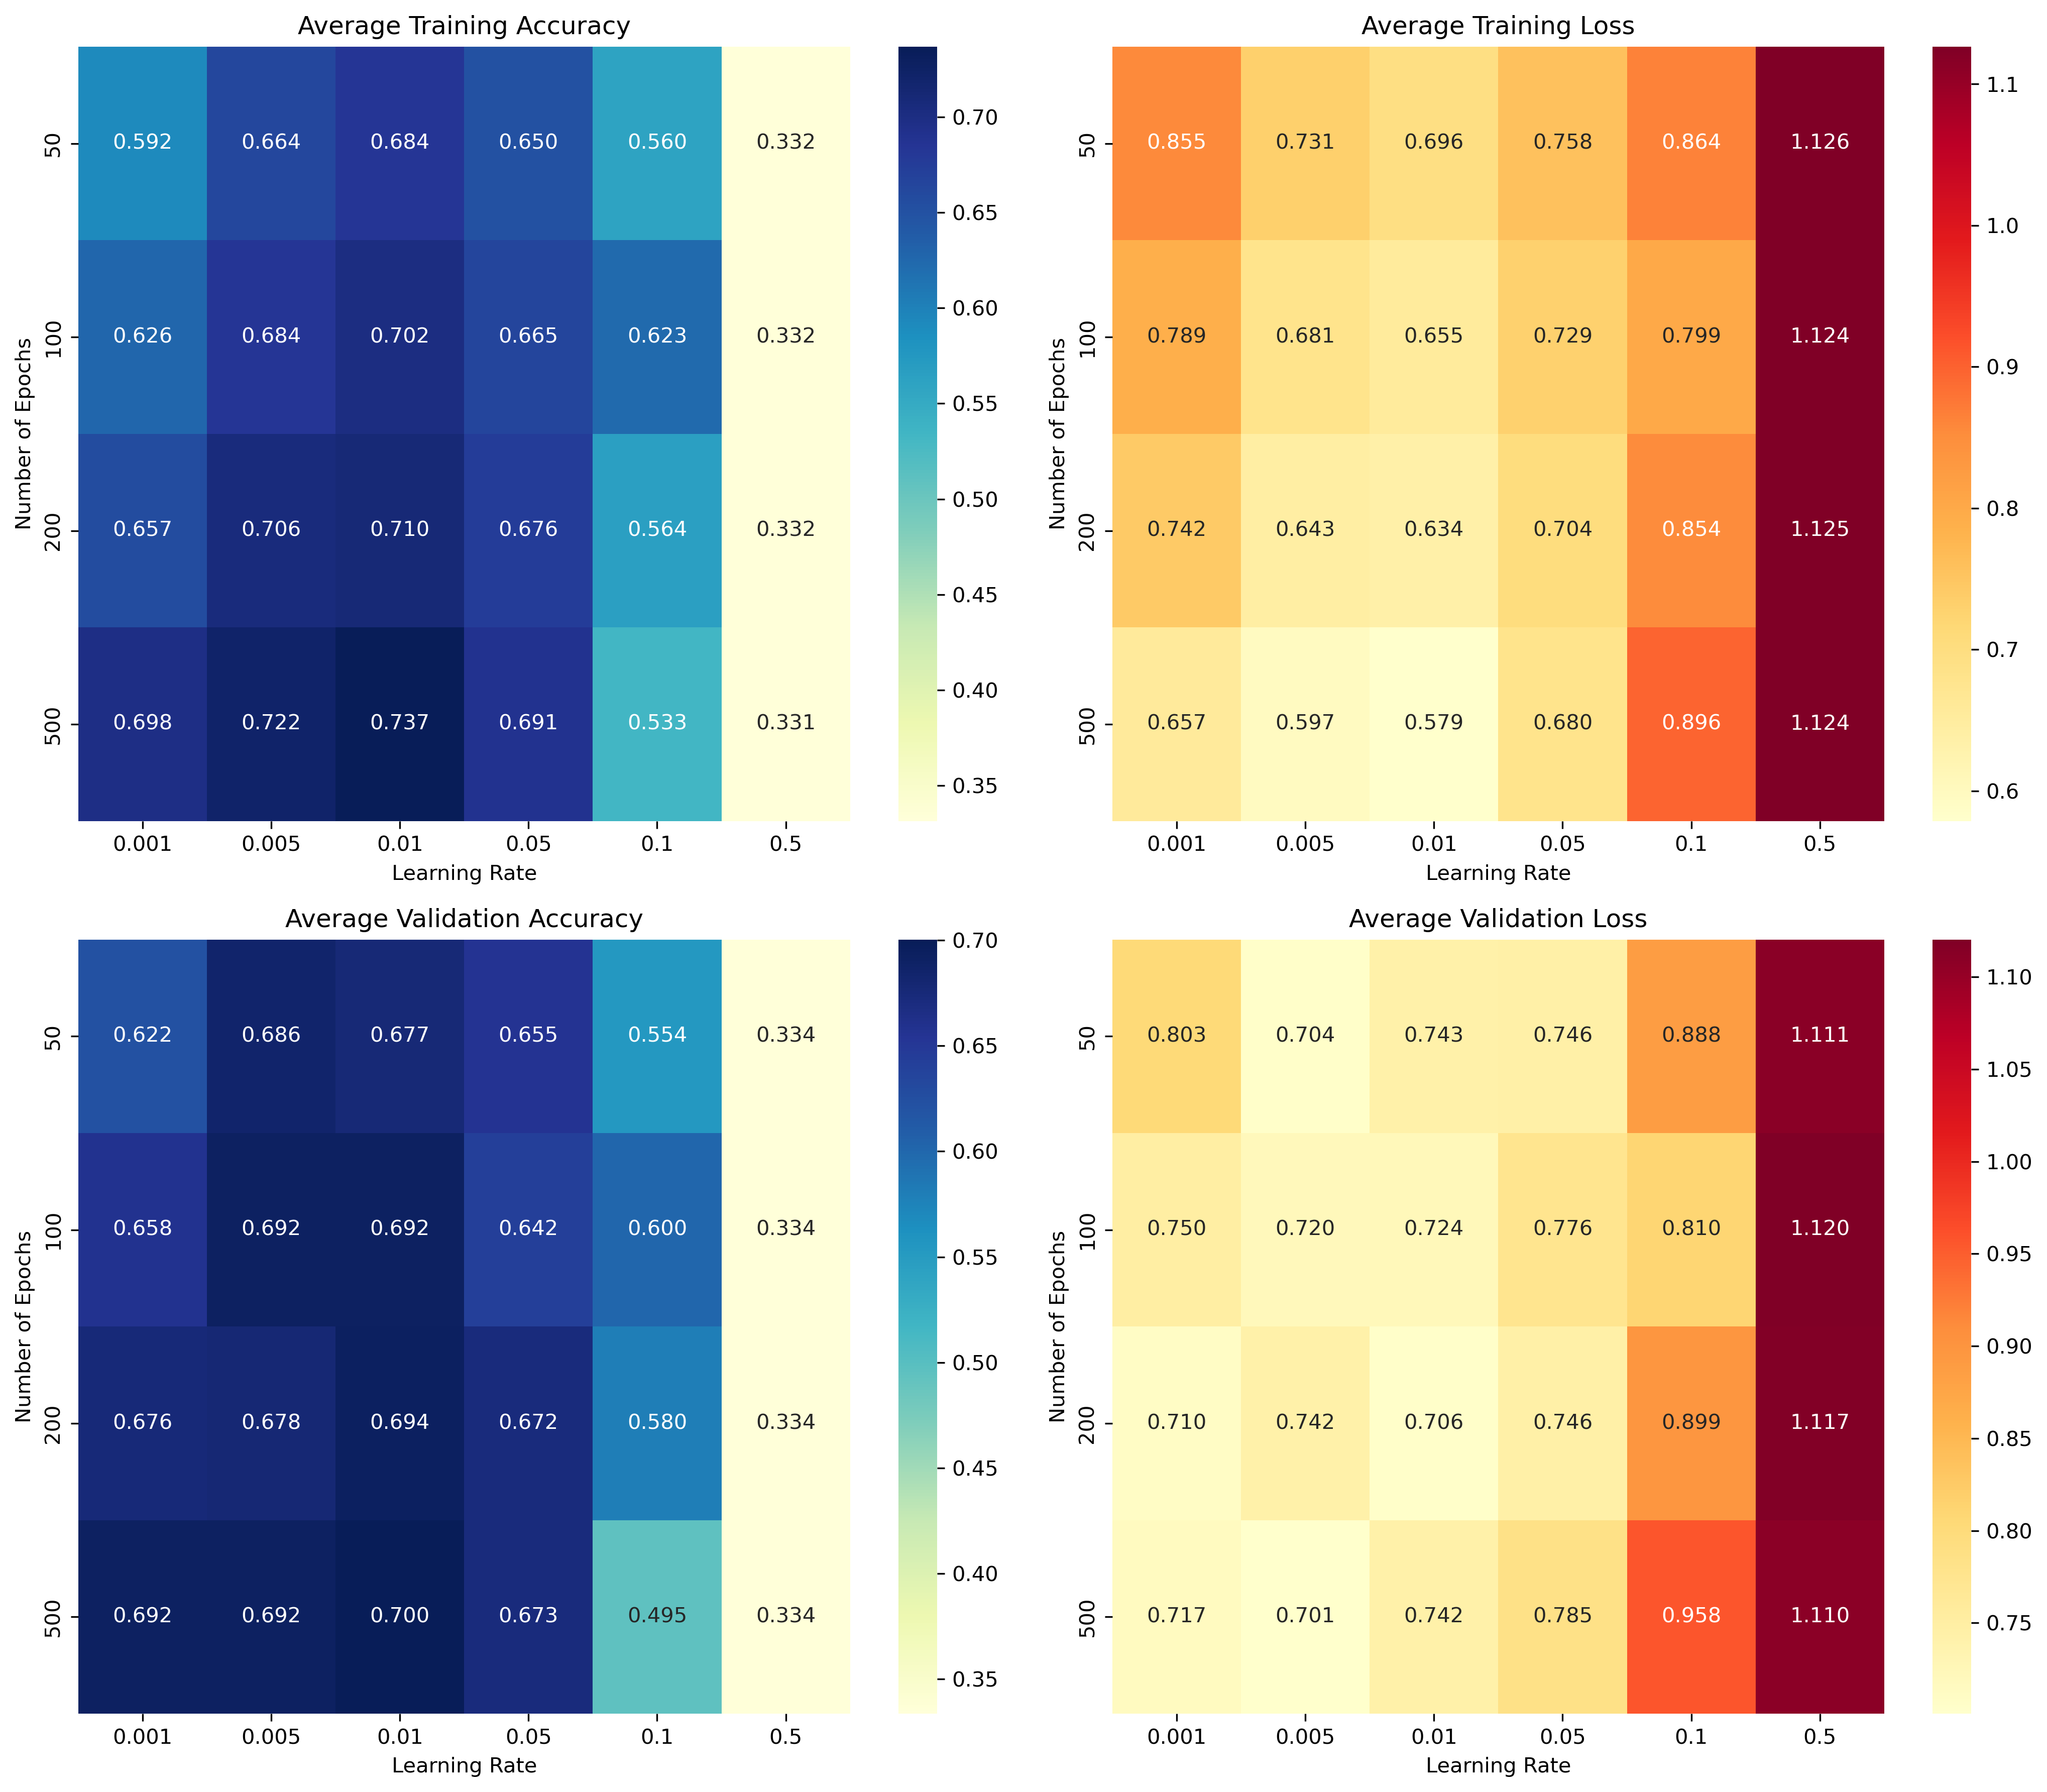 Average Training Accuracy
Number of Epochs
50 0.592 0.664 0.684 0.650 0.560 0.332
100 0.626 0.684 0.702 0.665 0.623 0.332
200 0.657 0.706 0.710 0.676 0.564 0.332
500 0.698 0.722 0.737 0.691 0.533 0.331
0.001 0.005 0.01 0.05 0.1 0.5
Learning Rate
0.70
0.65
0.60
0.55
0.50
0.45
0.40
0.35
Average Training Loss
Number of Epochs
50 0.855 0.731 0.696 0.758 0.864 1.126
100 0.789 0.681 0.655 0.729 0.799 1.124
200 0.742 0.643 0.634 0.704 0.854 1.125
500 0.657 0.597 0.579 0.680 0.896 1.124
0.001 0.005 0.01 0.05 0.1 0.5
Learning Rate
1.1
1.0
0.9
0.8
0.7
0.6
Average Validation Accuracy
Number of Epochs
50 0.622 0.686 0.677 0.655 0.554 0.334
100 0.658 0.692 0.692 0.642 0.600 0.334
200 0.676 0.678 0.694 0.672 0.580 0.334
500 0.692 0.692 0.700 0.673 0.495 0.334
0.001 0.005 0.01 0.05 0.1 0.5
Learning Rate
0.70
0.65
0.60
0.55
0.50
0.45
0.40
0.35
Average Validation Loss
Number of Epochs
50 0.803 0.704 0.743 0.746 0.888 1.111
100 0.750 0.720 0.724 0.776 0.810 1.120
200 0.710 0.742 0.706 0.746 0.899 1.117
500 0.717 0.701 0.742 0.785 0.958 1.110
0.001 0.005 0.01 0.05 0.1 0.5
Learning Rate
1.10
1.05
1.00
0.95
0.90
0.85
0.80
0.75